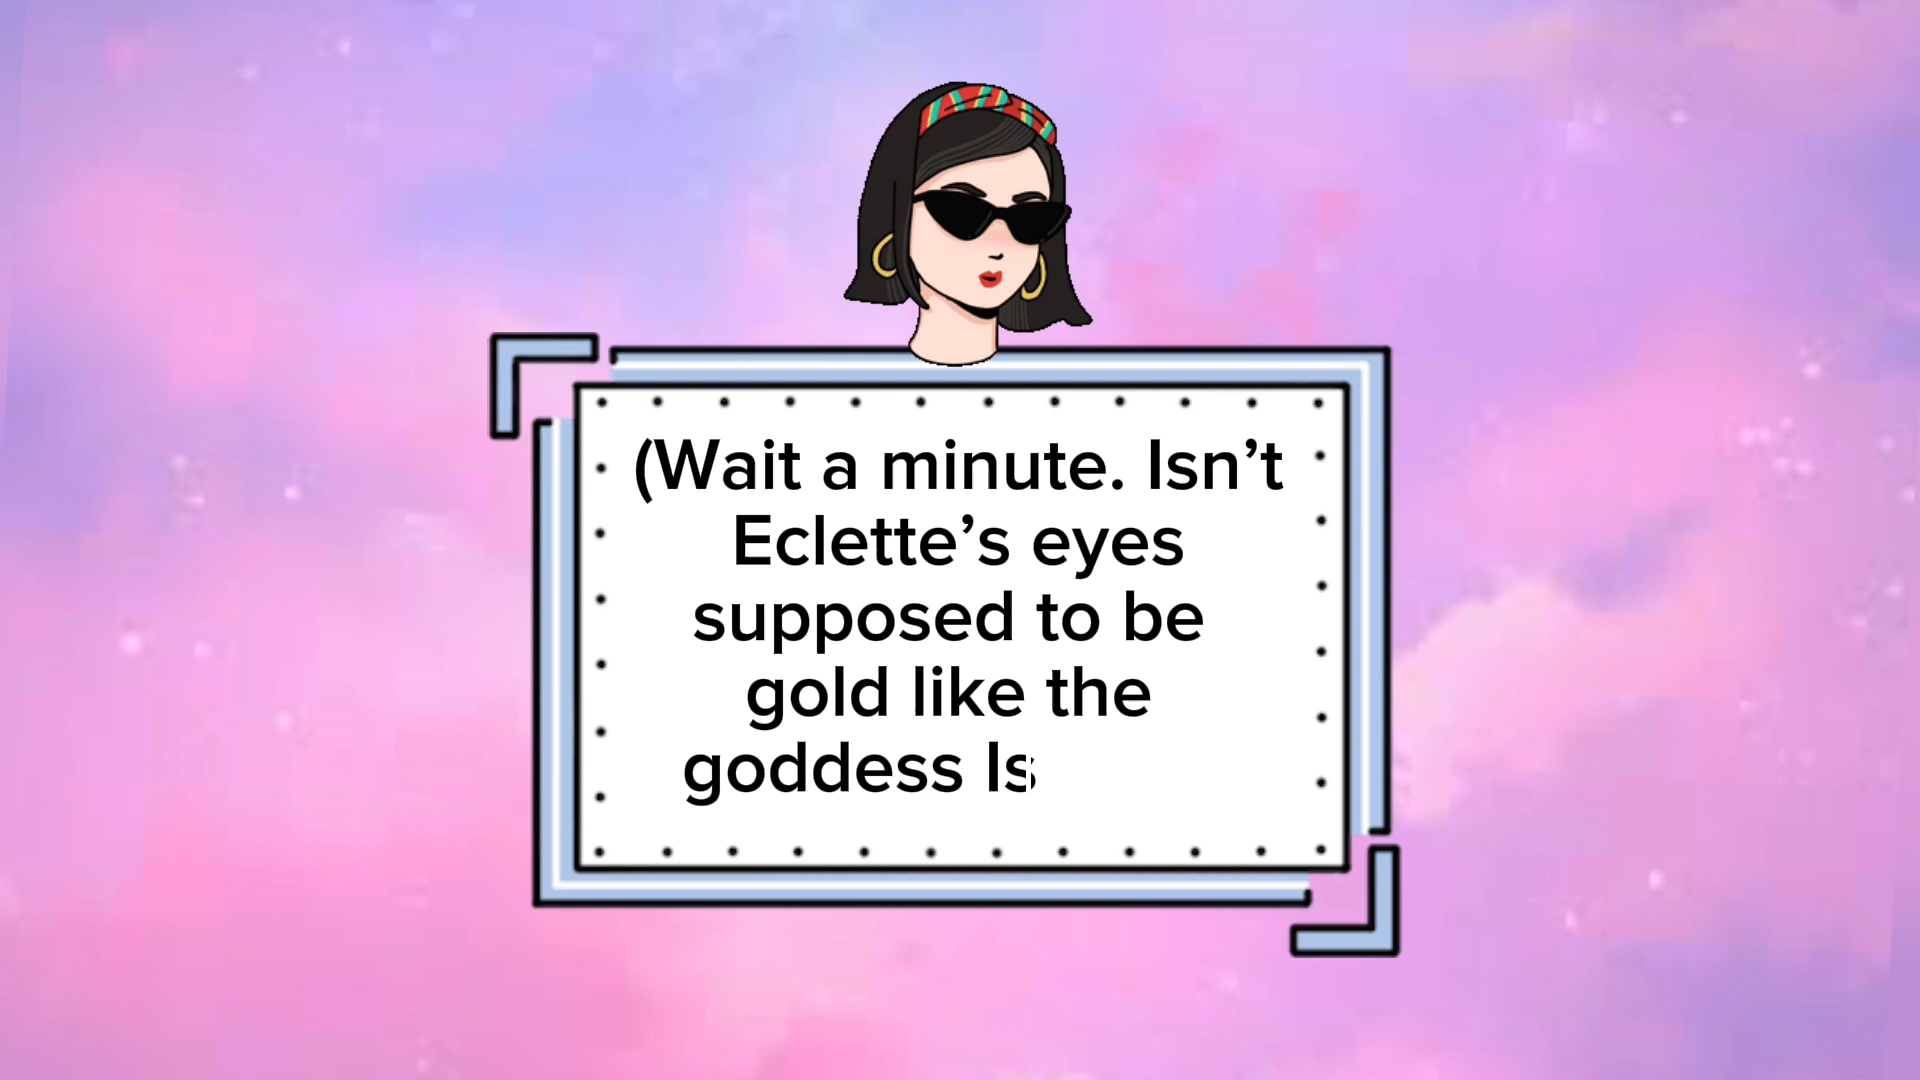 (Wait a minute. Isn’t
Eclette’s eyes
supposed to be
gold like the
goddess Is